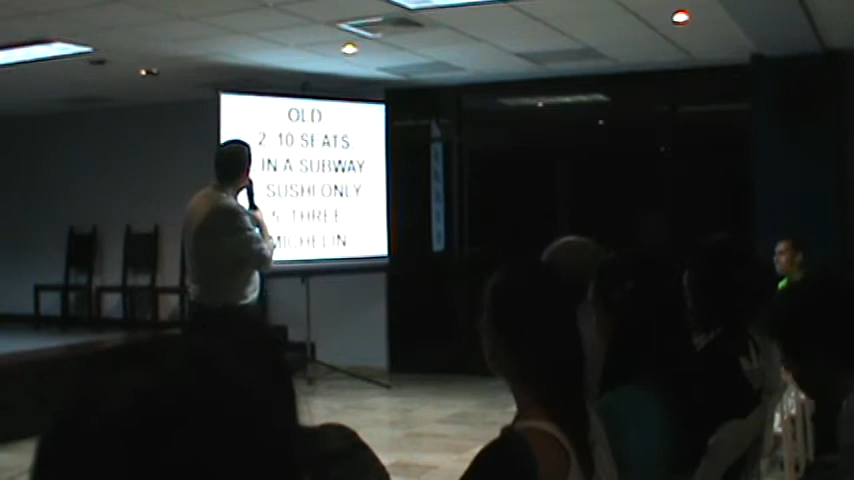 OLD
2. 10 SEATS
IN A SUBWAY
SUSHI ONLY
THREE
MICHELIN